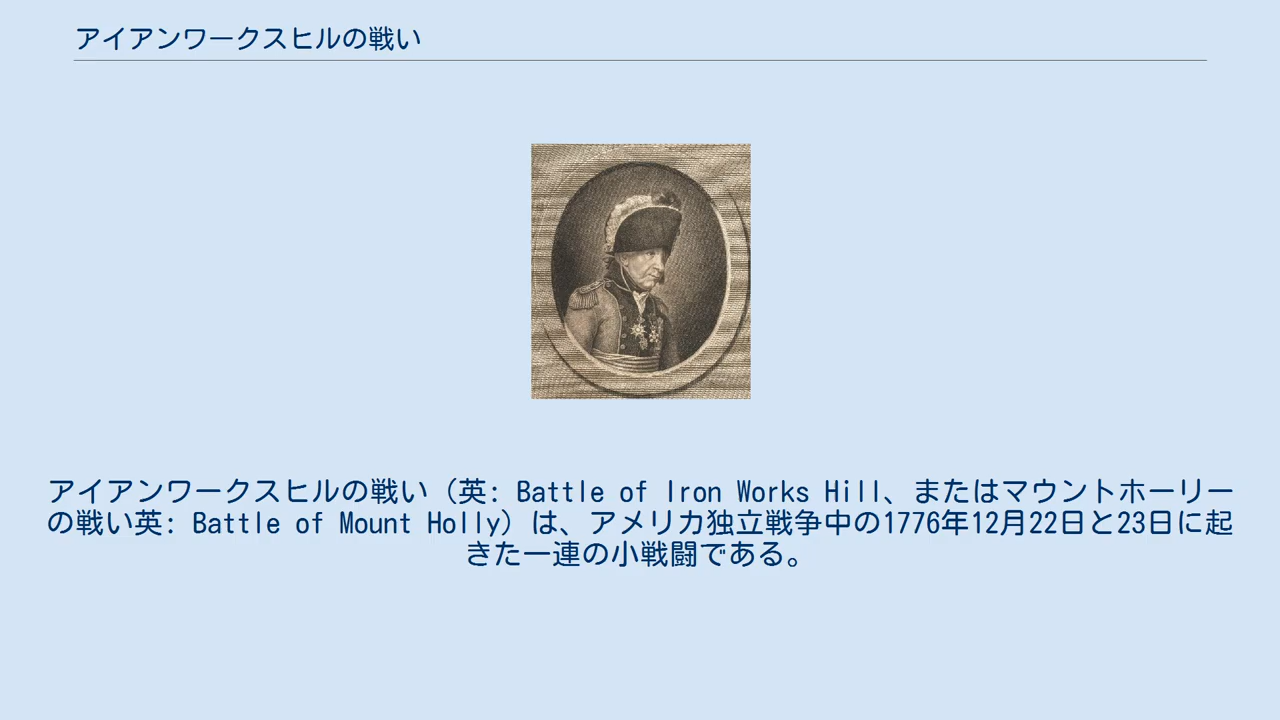 アイアンワークスヒルの戦い
アイアンワークスヒルの戦い（英: Battle of Iron Works Hill、またはマウントホーリー
の戦い英: Battle of Mount Holly）は、アメリカ独立戦争中の1776年12月22日と23日に起
きた一連の小戦闘である。